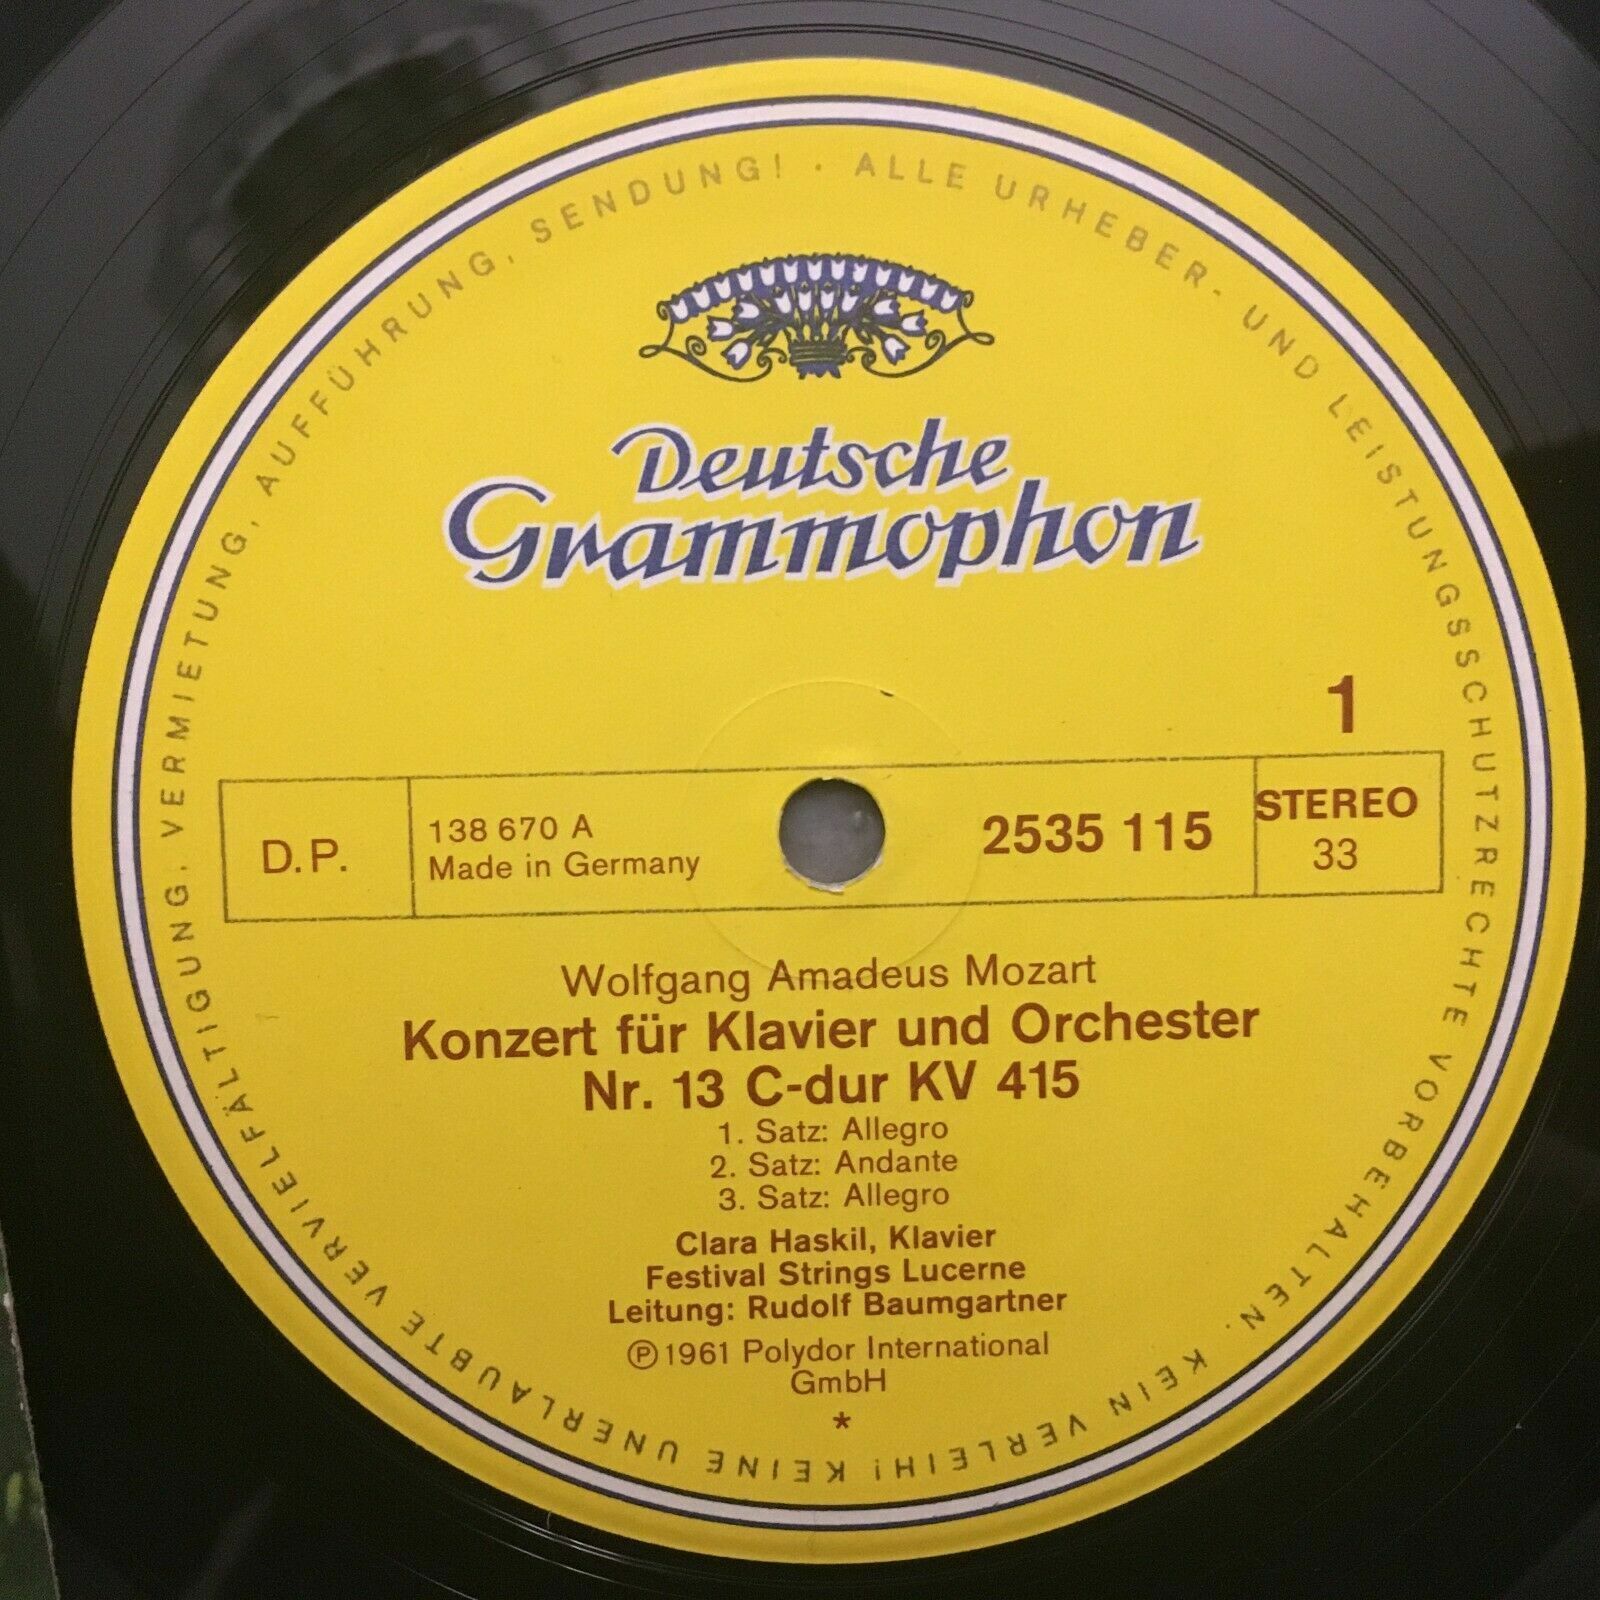 ALLE URHEBER- UND LEISTUNGSSCHUTZRECHTE VORBEHALTEN. KEIN VERLEIH! KEINE UNERLAUBTE VERVIELFÄLTIGUNG, VERMIETUNG, AUFFÜHRUNG, SENDUNG! ·
Deutsche
Grammophon
1
D.P.
138 670 A
Made in Germany
2535 115
STEREO
33
Wolfgang Amadeus Mozart
Konzert für Klavier und Orchester
Nr. 13 C-dur KV 415
1. Satz: Allegro
2. Satz: Andante
3. Satz: Allegro
Clara Haskil, Klavier
Festival Strings Lucerne
Leitung: Rudolf Baumgartner
℗ 1961 Polydor International
GmbH
*